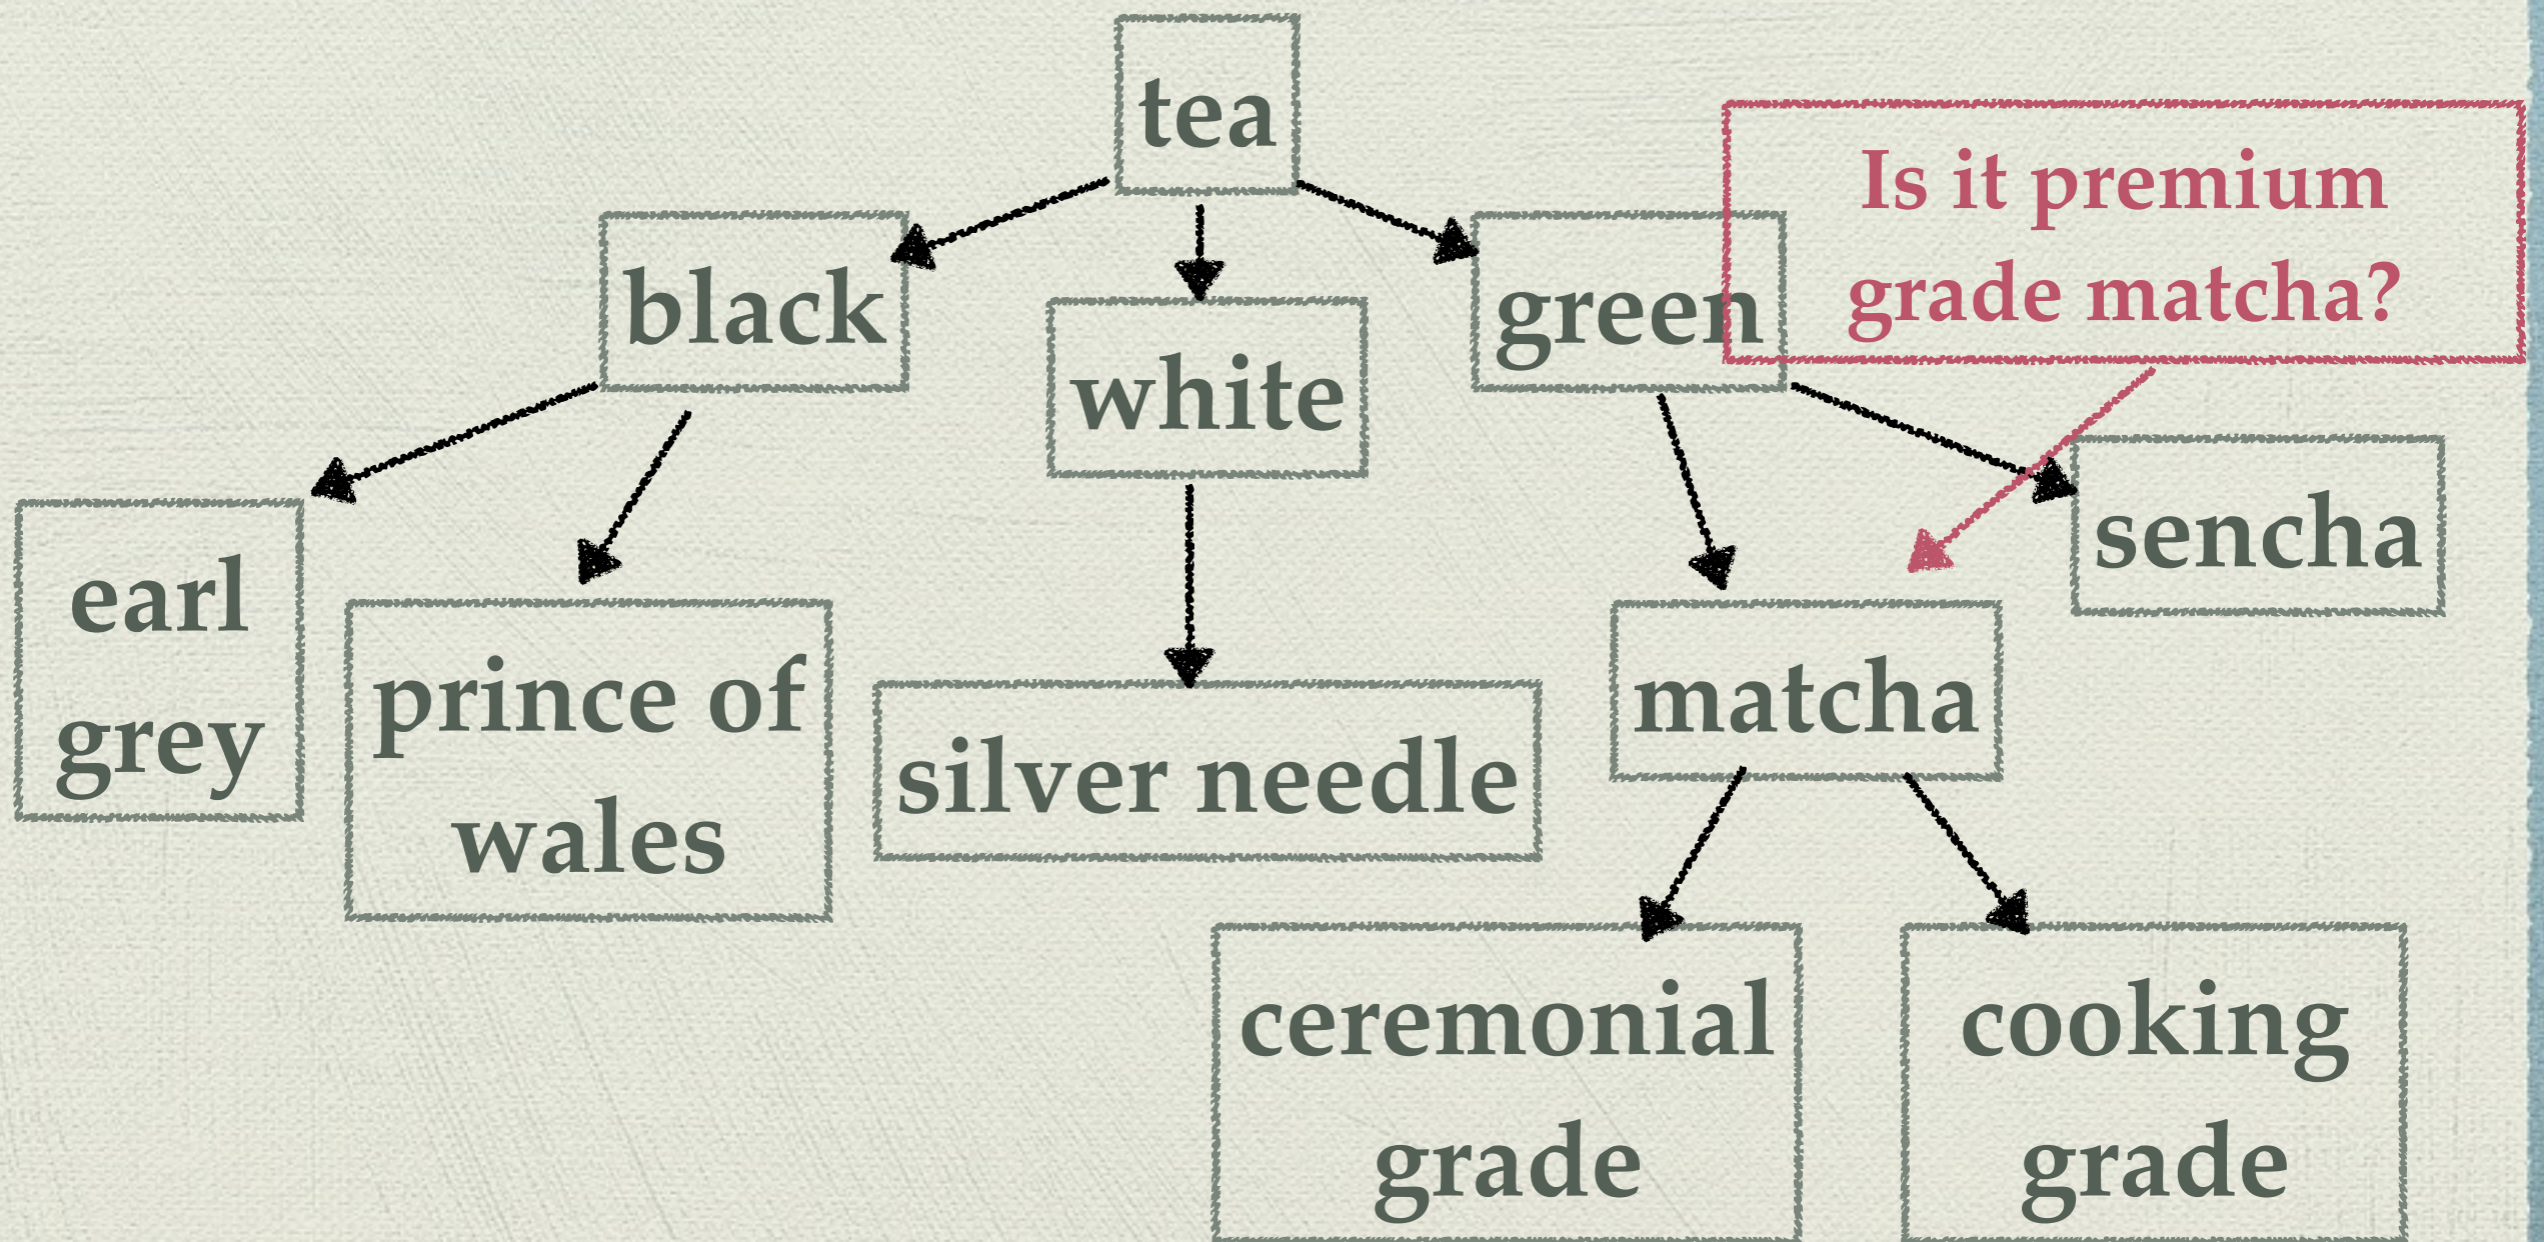 tea
Is it premium
grade matcha?
black
white
green
earl
grey
prince of
wales
silver needle
matcha
sencha
ceremonial
grade
cooking
grade